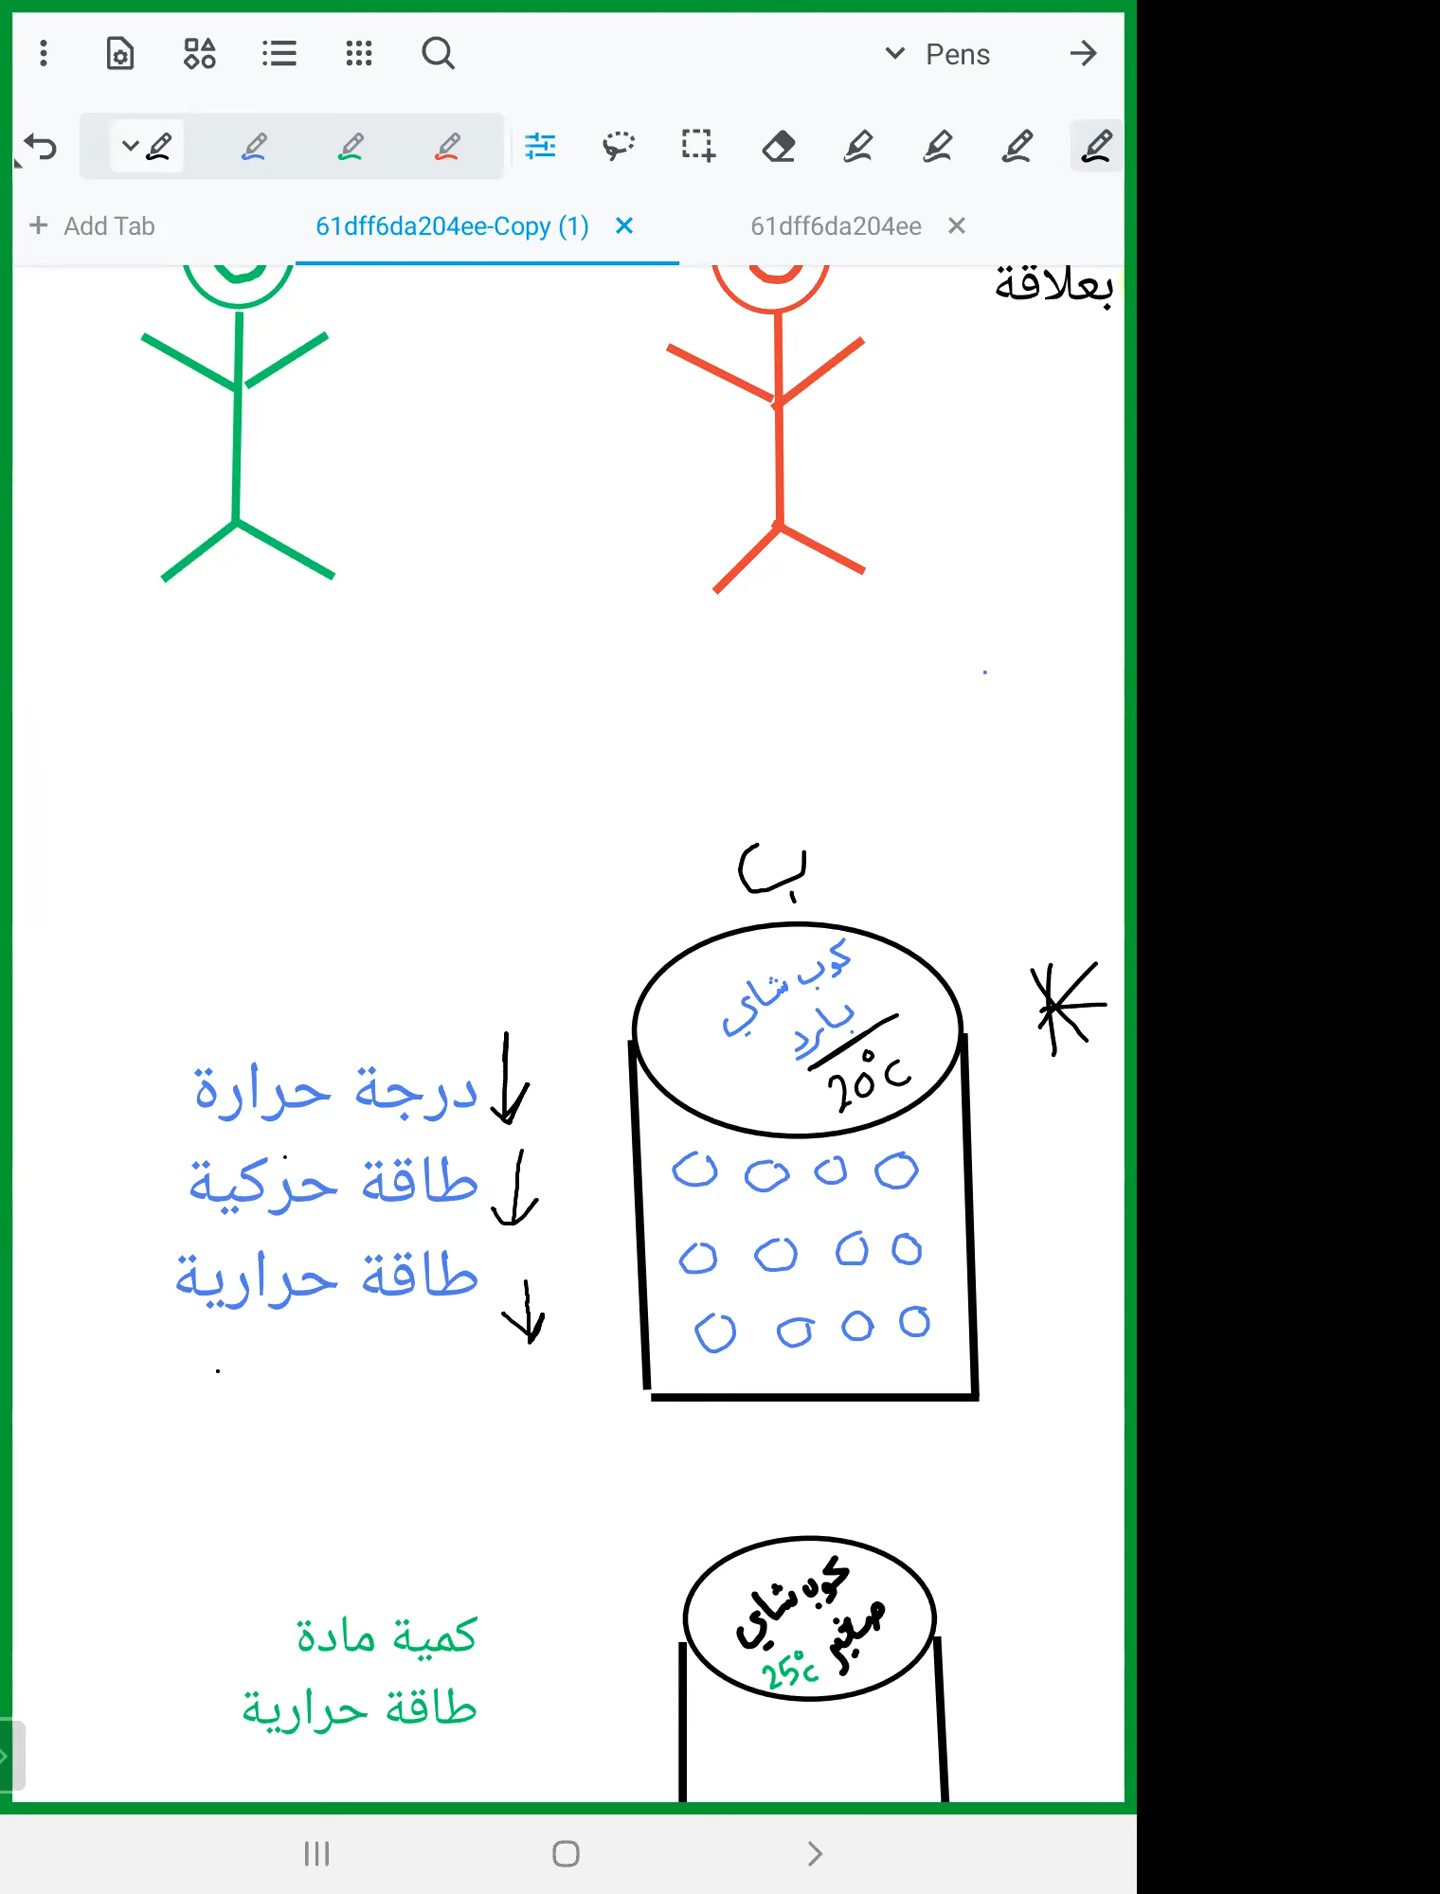 Pens
Add Tab
61dff6da204ee-Copy (1)
61dff6da204ee
بعلاقة
ب
كوب شاي
بارد
20°C
درجة حرارة
طاقة حركية
طاقة حرارية
كوب شاي
صغير
25°C
كمية مادة
طاقة حرارية